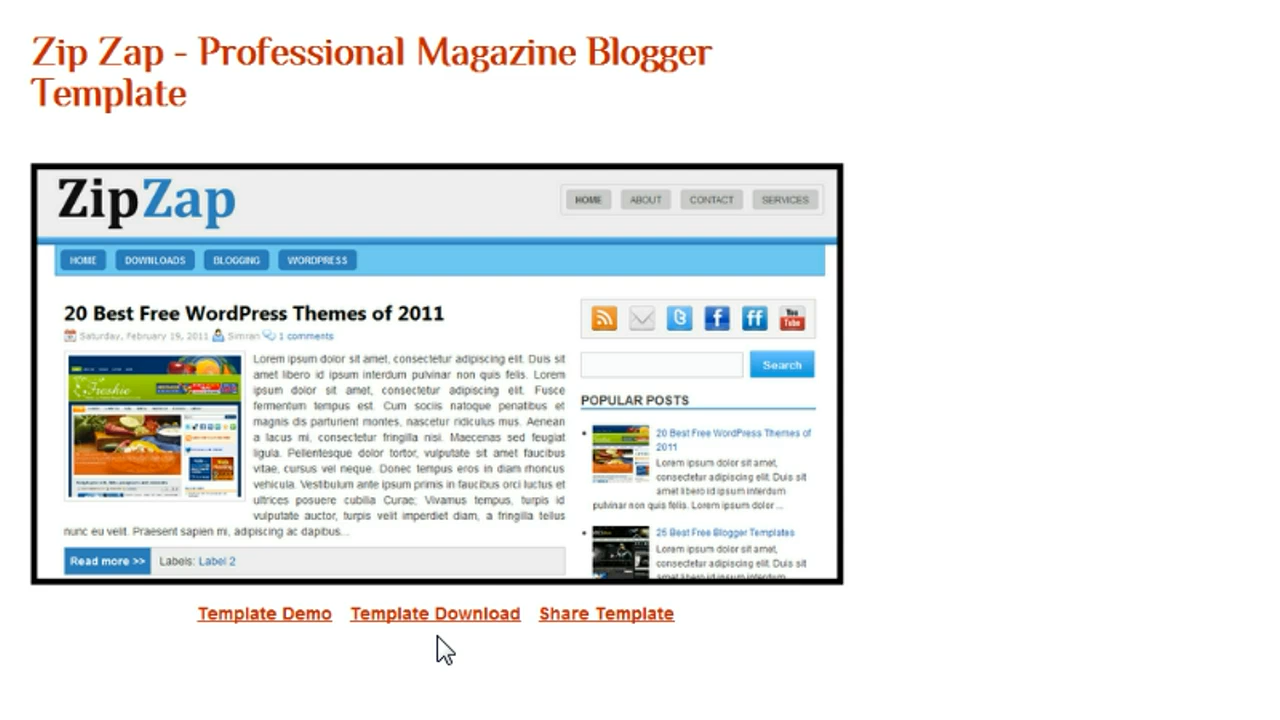 Zip Zap - Professional Magazine Blogger
Template
ZipZap
HOME ABOUT CONTACT SERVICES
HOME DOWNLOADS BLOGGING WORDPRESS
20 Best Free WordPress Themes of 2011
Saturday, February 19, 2011 Simran 1 comments
Freshie
Lorem ipsum dolor sit amet, consectetur adipiscing elit. Duis sit
amet libero id ipsum interdum pulvinar non quis felis. Lorem
ipsum dolor sit amet, consectetur adipiscing elit. Fusce
fermentum tempus est. Cum sociis natoque penatibus et
magnis dis parturient montes, nascetur ridiculus mus. Aenean
a lacus mi, consectetur fringilla nisi. Maecenas sed feugiat
ligula. Pellentesque dolor tortor, vulputate sit amet faucibus
vitae, cursus vel neque. Donec tempus eros in diam rhoncus
vehicula. Vestibulum ante ipsum primis in faucibus orci luctus et
ultrices posuere cubilia Curae; Vivamus tempus, turpis id
vulputate auctor, turpis velit imperdiet diam, a fringilla tellus
nunc eu velit. Praesent sapien mi, adipiscing ac dapibus...
Read more >> Labels: Label 2
You
Tube
Search
POPULAR POSTS
20 Best Free WordPress Themes of
2011
Lorem ipsum dolor sit amet,
consectetur adipiscing elit. Duis sit
amet libero id ipsum interdum
pulvinar non quis felis. Lorem ipsum dolor ...
25 Best Free Blogger Templates
Lorem ipsum dolor sit amet,
consectetur adipiscing elit. Duis sit
amet libero id ipsum interdum
Template Demo Template Download Share Template